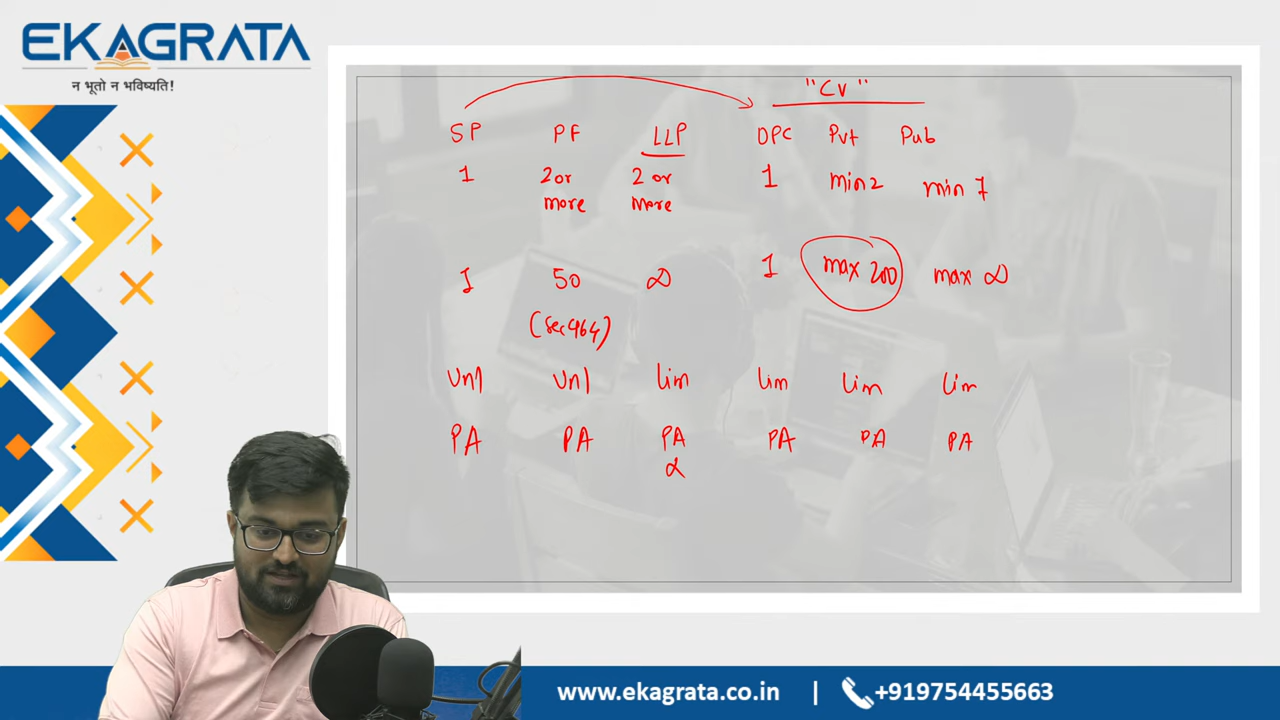 EKAGRATA
न भूतो न भविष्यति!
"CV"
SP PF LLP OPC Pvt Pub
1 2 or more 2 or more 1 min 2 min 7
1 50 ∞ 1 max 200 max ∞
(Sec 464)
Unl Unl Lim Lim Lim Lim
PA PA PA PA PA PA
α
www.ekagrata.co.in | +919754455663